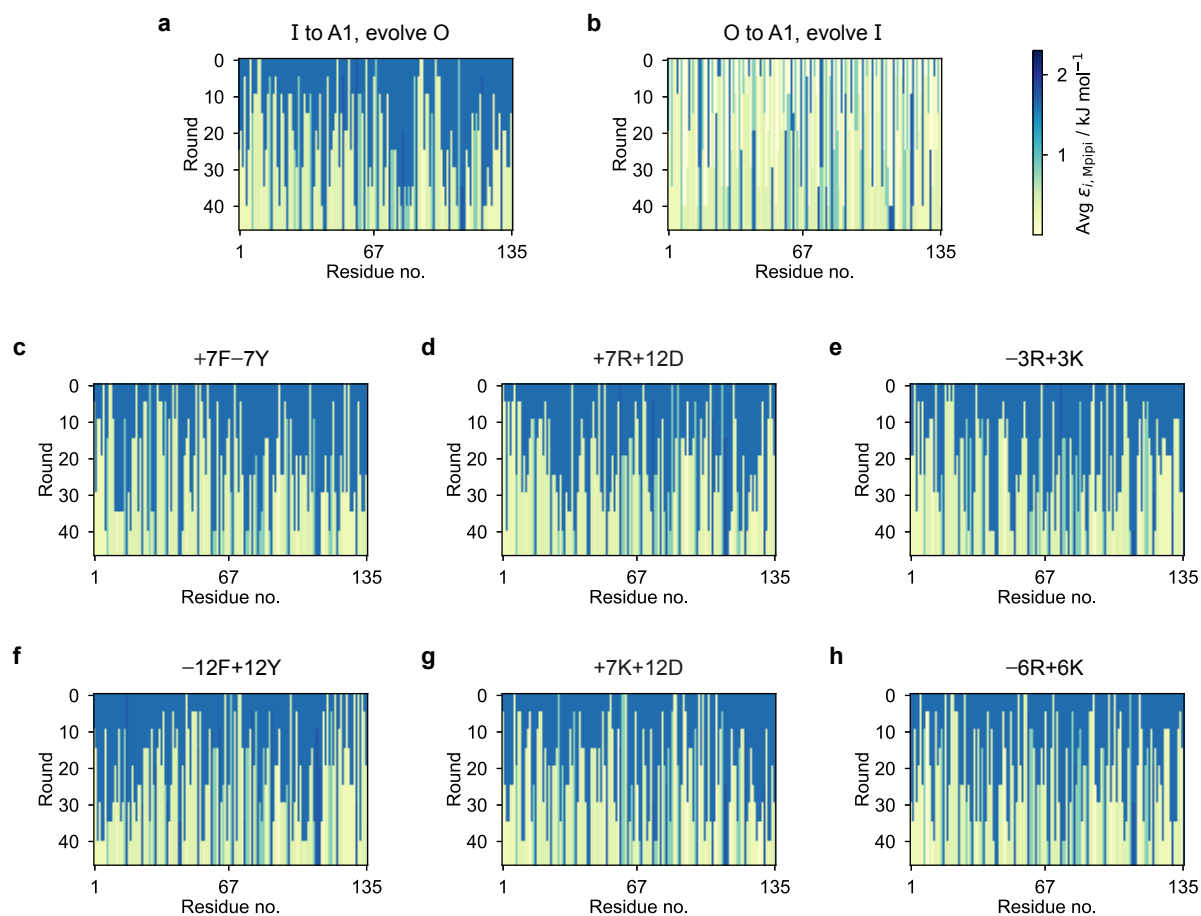 a
I to A1, evolve O
0
10
20
30
40
Round
1
67
135
Residue no.
b
O to A1, evolve I
0
10
20
30
40
Round
1
67
135
Residue no.
2
1
Avg εi, Mpipi / kJ mol−1
c
+7F−7Y
0
10
20
30
40
Round
1
67
135
Residue no.
d
+7R+12D
0
10
20
30
40
Round
1
67
135
Residue no.
e
−3R+3K
0
10
20
30
40
Round
1
67
135
Residue no.
f
−12F+12Y
0
10
20
30
40
Round
1
67
135
Residue no.
g
+7K+12D
0
10
20
30
40
Round
1
67
135
Residue no.
h
−6R+6K
0
10
20
30
40
Round
1
67
135
Residue no.